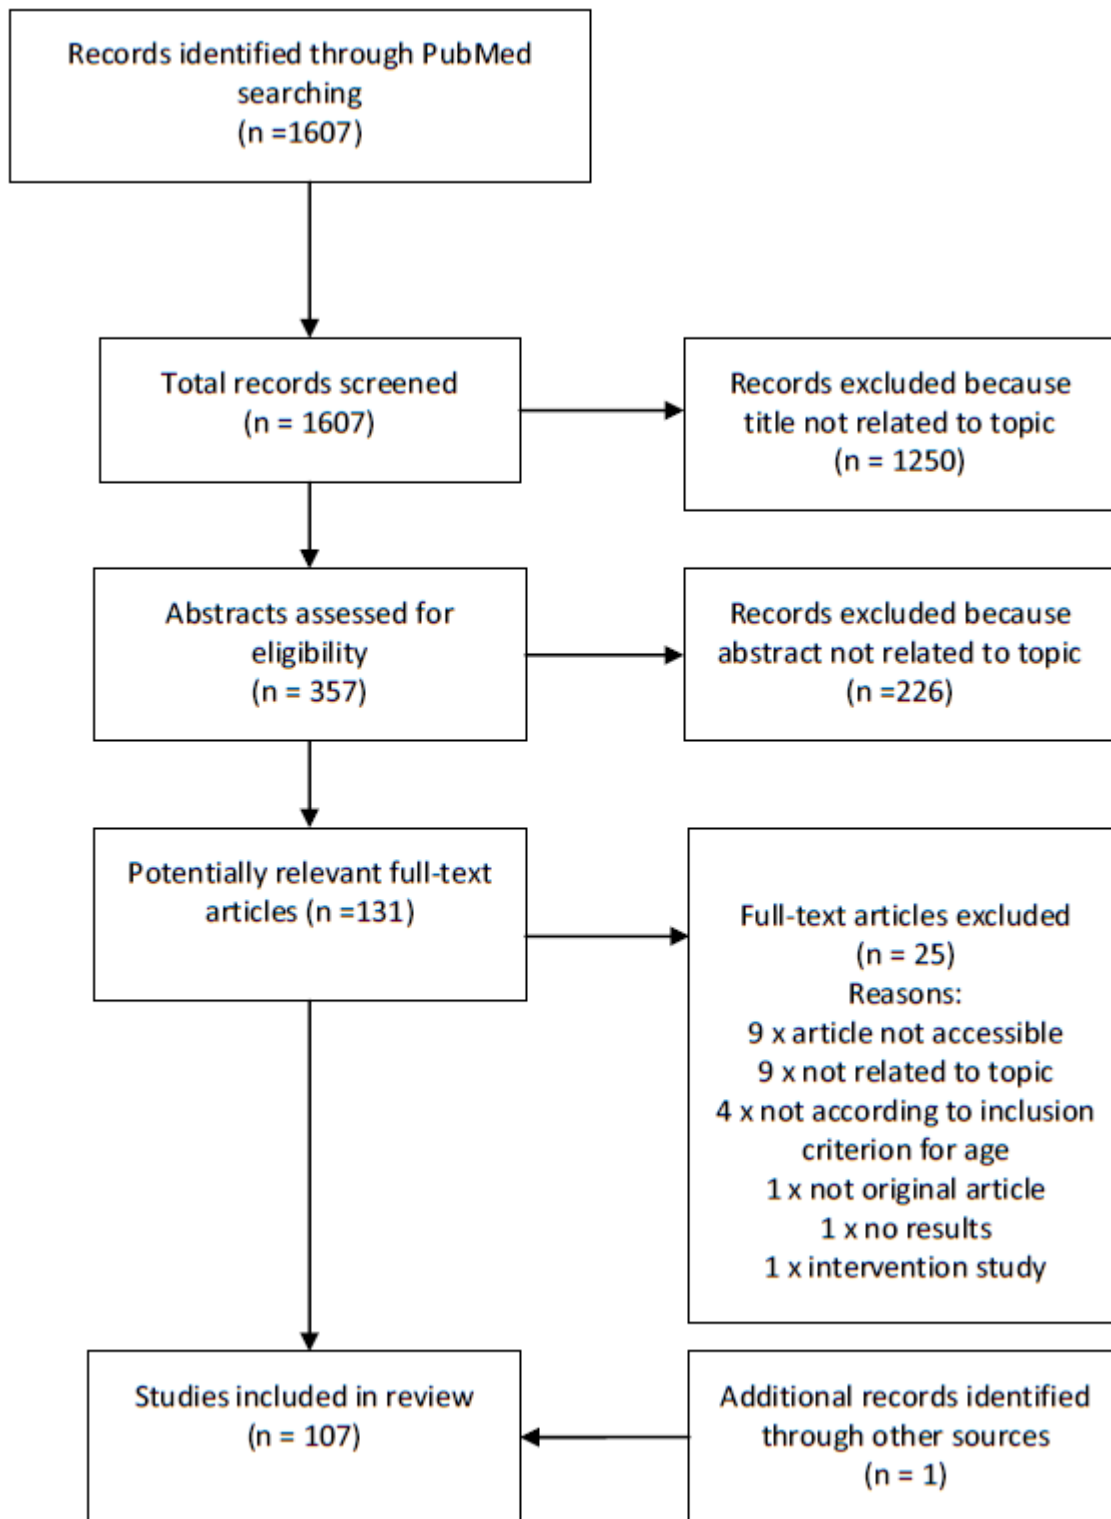 Records identified through PubMed
searching
(n =1607)
Total records screened
(n = 1607)
Records excluded because
title not related to topic
(n = 1250)
Abstracts assessed for
eligibility
(n = 357)
Records excluded because
abstract not related to topic
(n =226)
Potentially relevant full-text
articles (n =131)
Full-text articles excluded
(n = 25)
Reasons:
9 x article not accessible
9 x not related to topic
4 x not according to inclusion
criterion for age
1 x not original article
1 x no results
1 x intervention study
Studies included in review
(n = 107)
Additional records identified
through other sources
(n = 1)